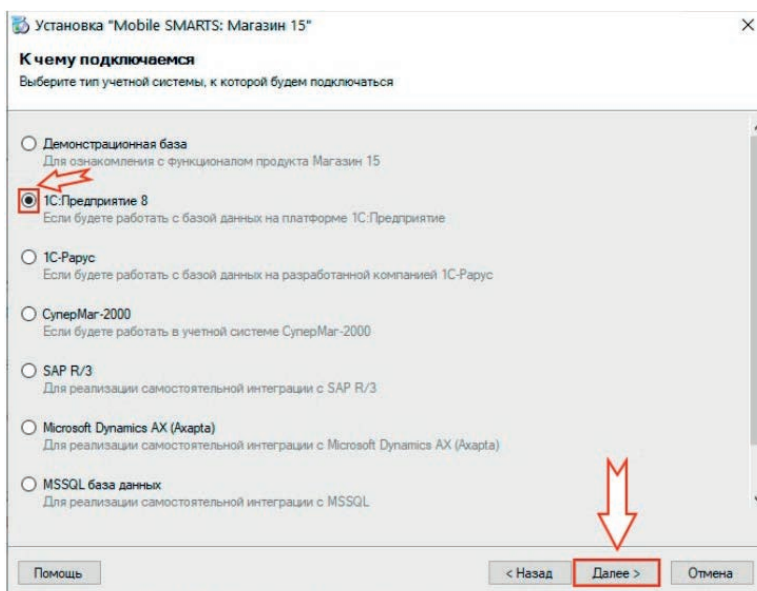 Установка "Mobile SMARTS: Магазин 15"
К чему подключаемся
Выберите тип учетной системы, к которой будем подключаться
Демонстрационная база
Для ознакомления с функционалом продукта Магазин 15
1С:Предприятие 8
Если будете работать с базой данных на платформе 1С:Предприятие
1С-Рарус
Если будете работать с базой данных на разработанной компанией 1С-Рарус
СуперМаг-2000
Если будете работать в учетной системе СуперМаг-2000
SAP R/3
Для реализации самостоятельной интеграции с SAP R/3
Microsoft Dynamics AX (Axapta)
Для реализации самостоятельной интеграции с Microsoft Dynamics AX (Axapta)
MSSQL база данных
Для реализации самостоятельной интеграции с MSSQL
Помощь < Назад Далее > Отмена